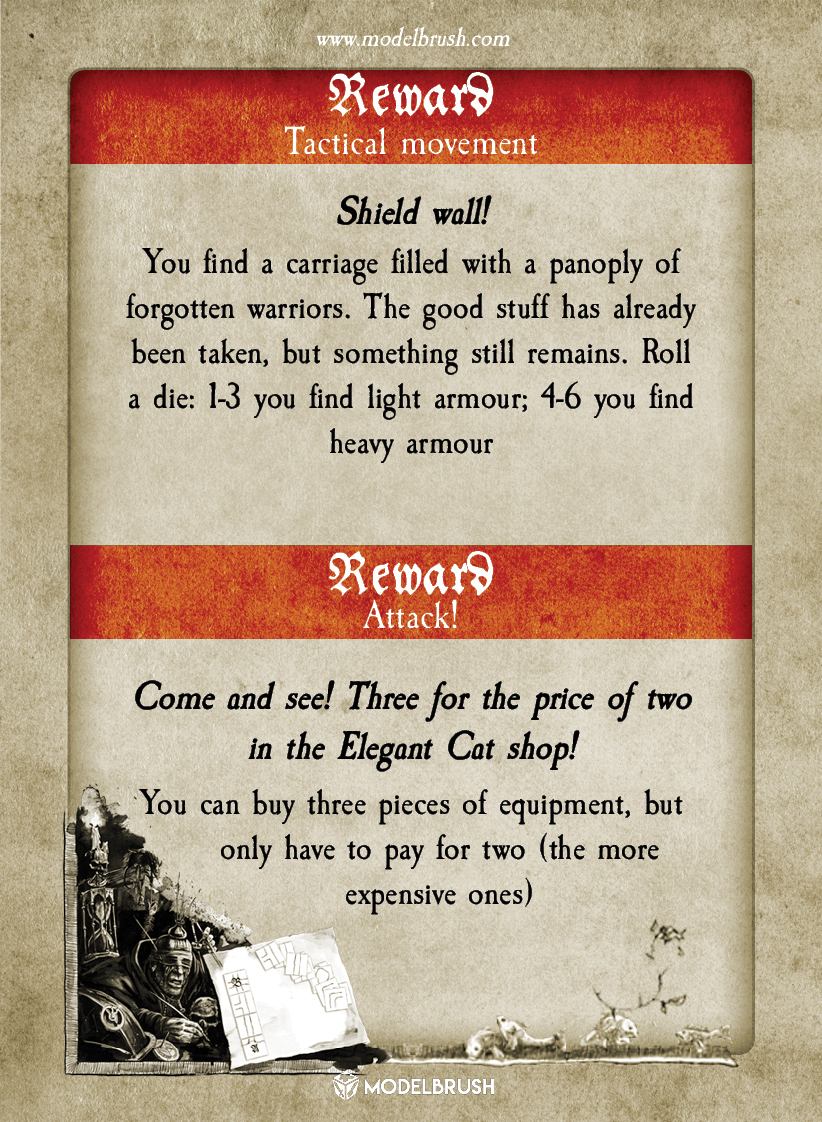 www.modelbrush.com
Reward
Tactical movement
Shield wall!
You find a carriage filled with a panoply of
forgotten warriors. The good stuff has already
been taken, but something still remains. Roll
a die: 1-3 you find light armour; 4-6 you find
heavy armour
Reward
Attack!
Come and see! Three for the price of two
in the Elegant Cat shop!
You can buy three pieces of equipment, but
only have to pay for two (the more
expensive ones)
MODELBRUSH